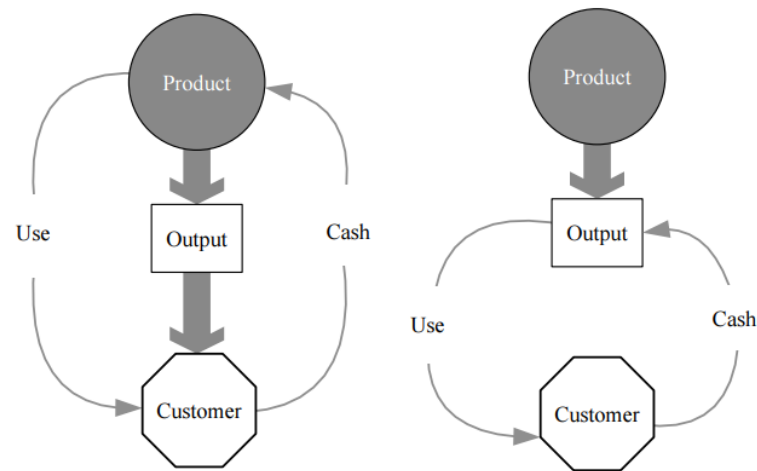 Product
Use
Output
Cash
Customer
Product
Output
Use
Cash
Customer